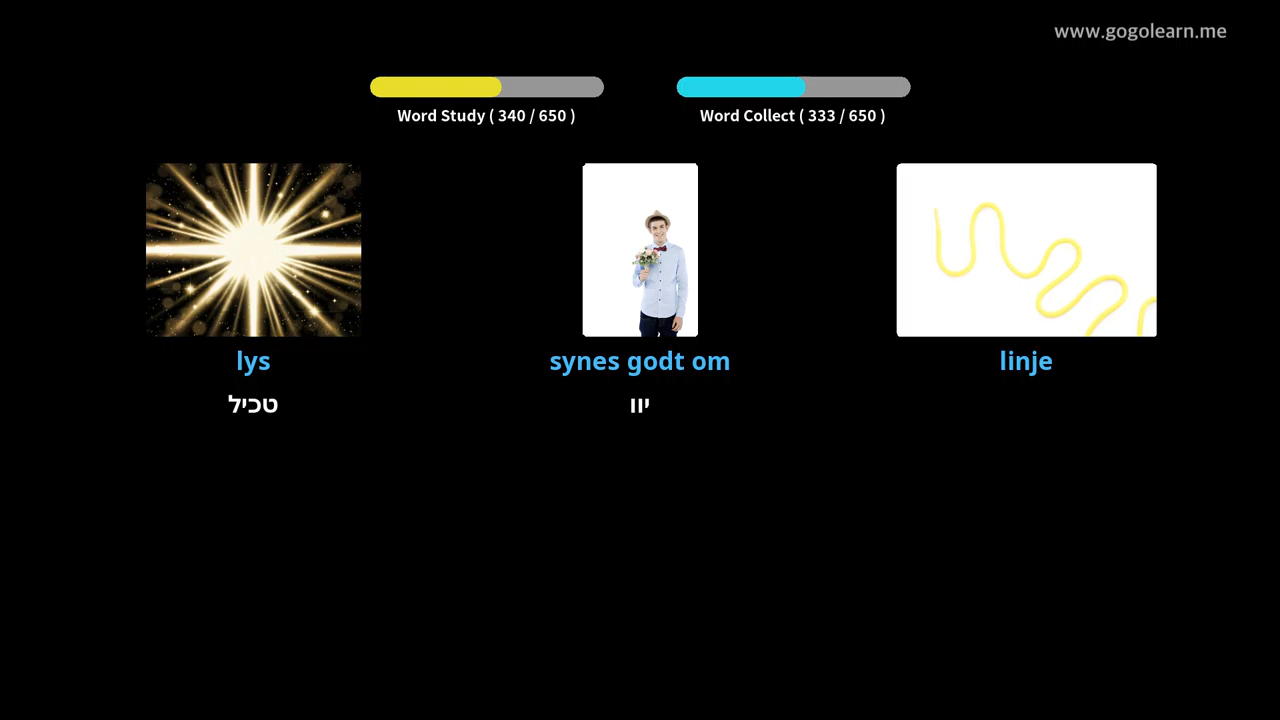 www.gogolearn.me
Word Study ( 340 / 650 )
Word Collect ( 333 / 650 )
lys
synes godt om
linje
טכיל
יוו